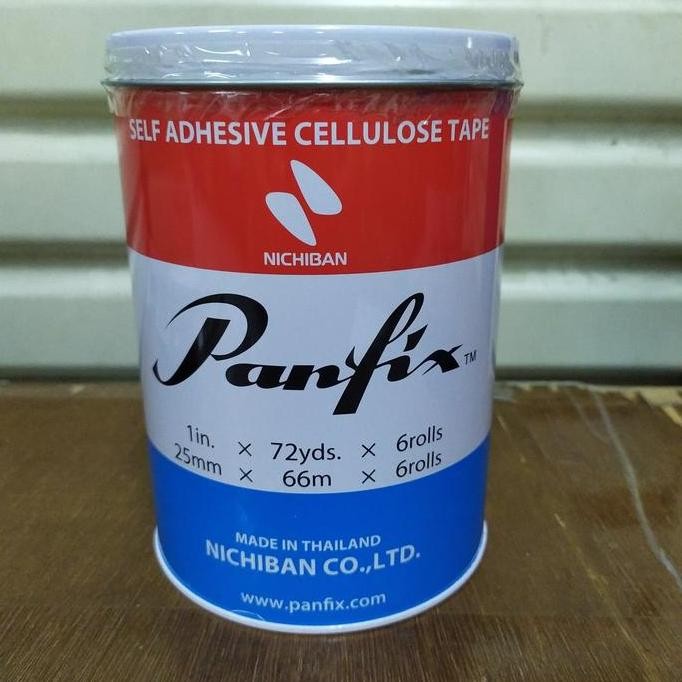 SELF ADHESIVE CELLULOSE TAPE
NICHIBAN
Panfix™
1in. × 72yds. × 6rolls
25mm × 66m × 6rolls
MADE IN THAILAND
NICHIBAN CO.,LTD.
www.panfix.com